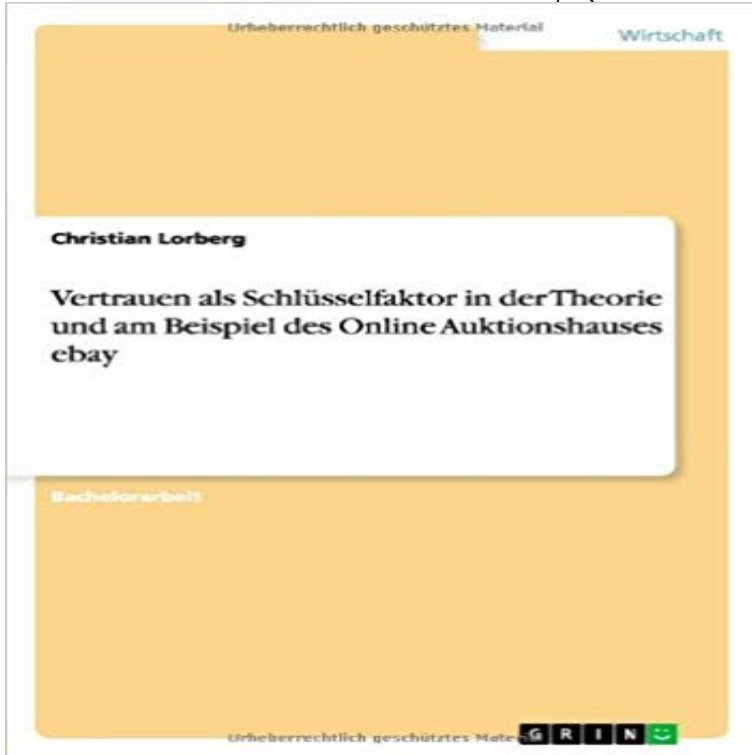 Urheberrechtlich geschütztes Material
Wirtschaft
Christian Lorberg
Vertrauen als Schlüsselfaktor in der Theorie
und am Beispiel des Online Auktionshauses
ebay
Bachelorarbeit
Urheberrechtlich geschütztes Mate
G R I N